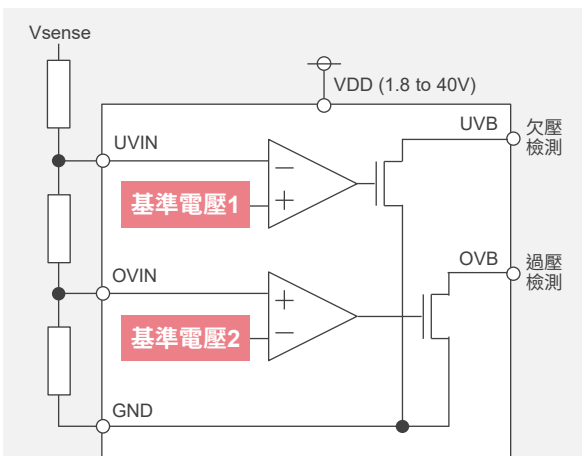 Vsense
VDD (1.8 to 40V)
UVIN
UVB
欠壓
檢測
基準電壓1
OVIN
OVB
過壓
檢測
基準電壓2
GND